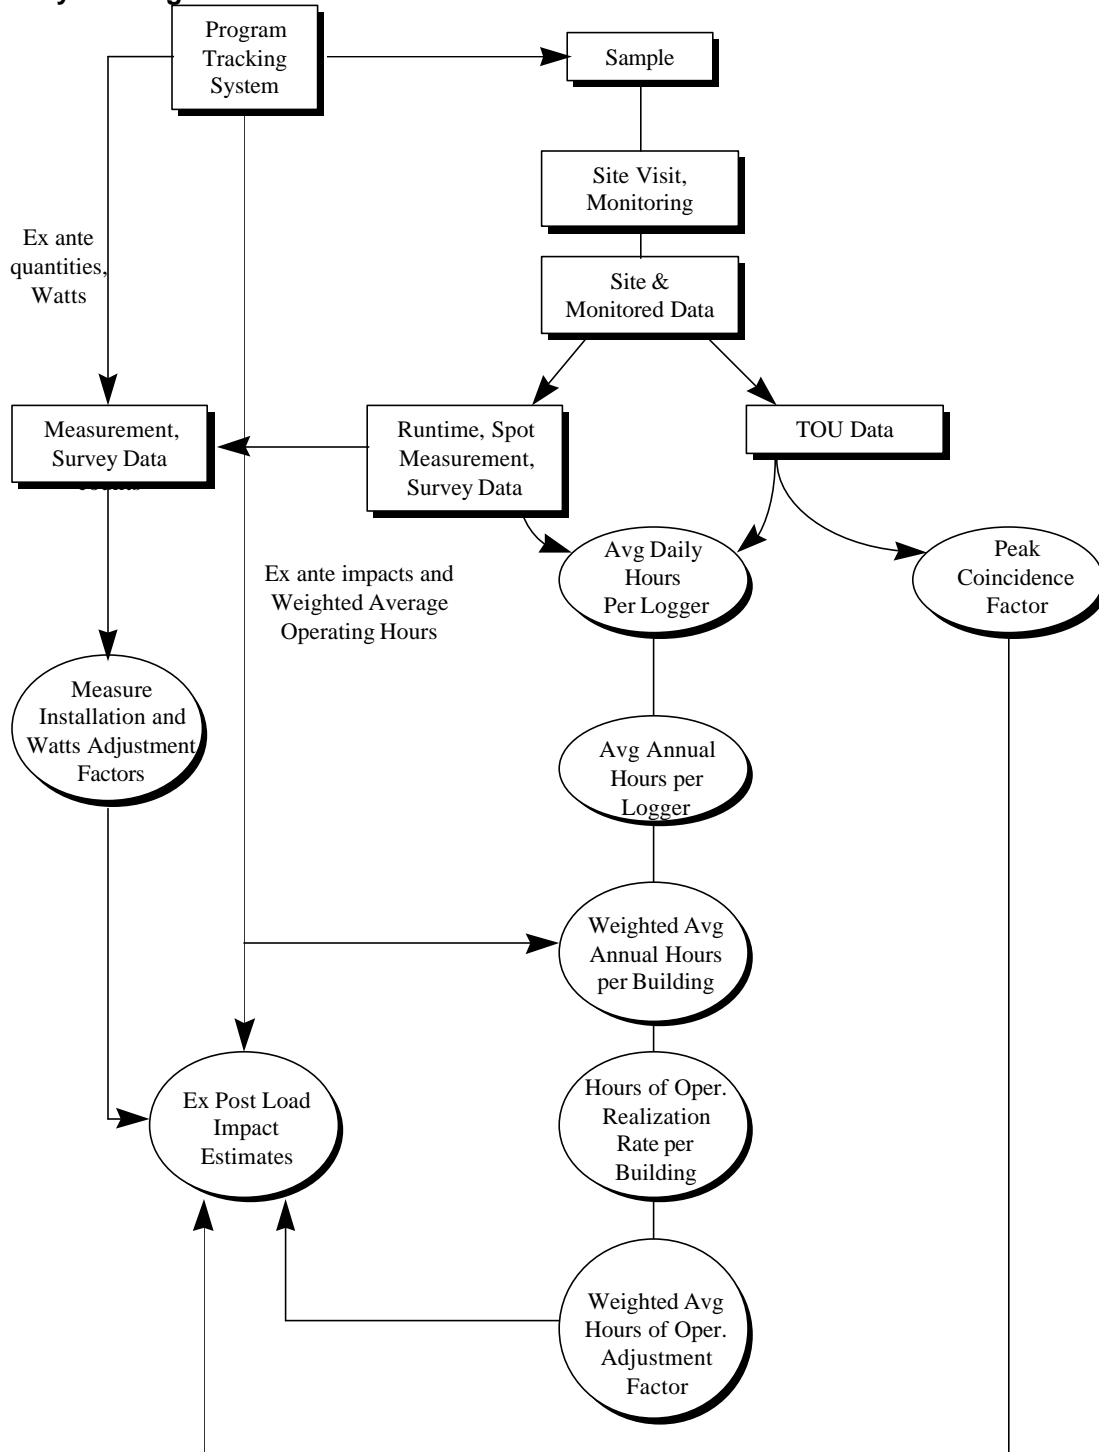 Program
Tracking
System
Sample
Site Visit,
Monitoring
Ex ante
quantities,
Watts
Site &
Monitored Data
Measurement,
Survey Data
Runtime, Spot
Measurement,
Survey Data
TOU Data
Ex ante impacts and
Weighted Average
Operating Hours
Avg Daily
Hours
Per Logger
Peak
Coincidence
Factor
Measure
Installation and
Watts Adjustment
Factors
Avg Annual
Hours per
Logger
Weighted Avg
Annual Hours
per Building
Ex Post Load
Impact
Estimates
Hours of Oper.
Realization
Rate per
Building
Weighted Avg
Hours of Oper.
Adjustment
Factor